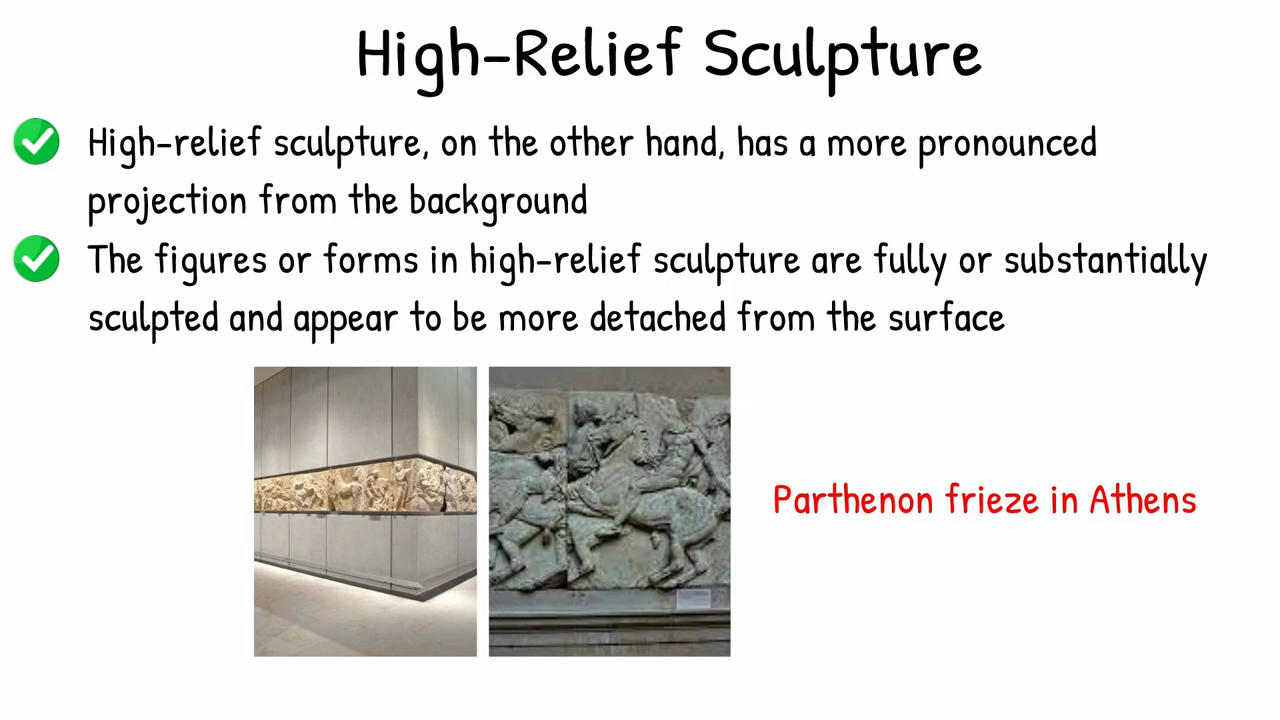 High-Relief Sculpture
High-relief sculpture, on the other hand, has a more pronounced
projection from the background
The figures or forms in high-relief sculpture are fully or substantially
sculpted and appear to be more detached from the surface
Parthenon frieze in Athens